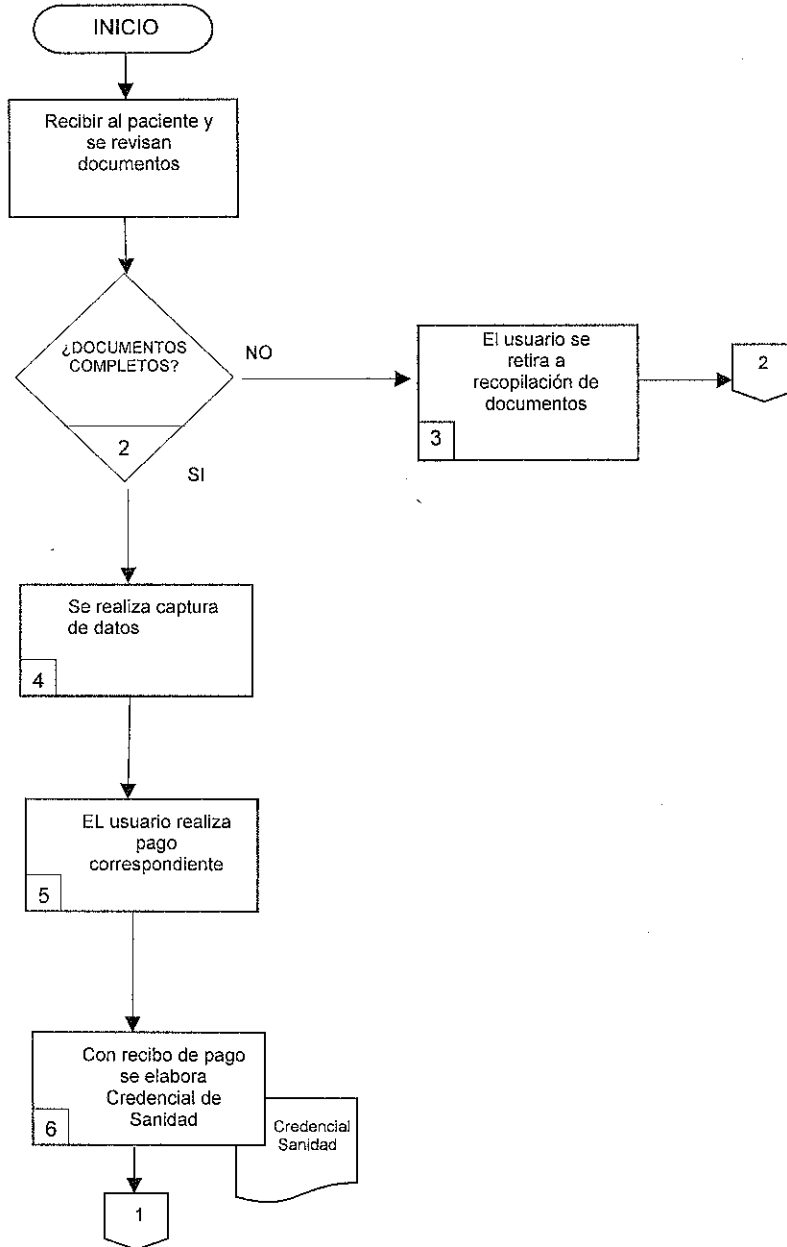 INICIO
Recibir al paciente y
se revisan
documentos
¿DOCUMENTOS
COMPLETOS?
2
NO
SI
El usuario se
retira a
recopilación de
documentos
3
2
Se realiza captura
de datos
4
EL usuario realiza
pago
correspondiente
5
Con recibo de pago
se elabora
Credencial de
Sanidad
6
Credencial
Sanidad
1